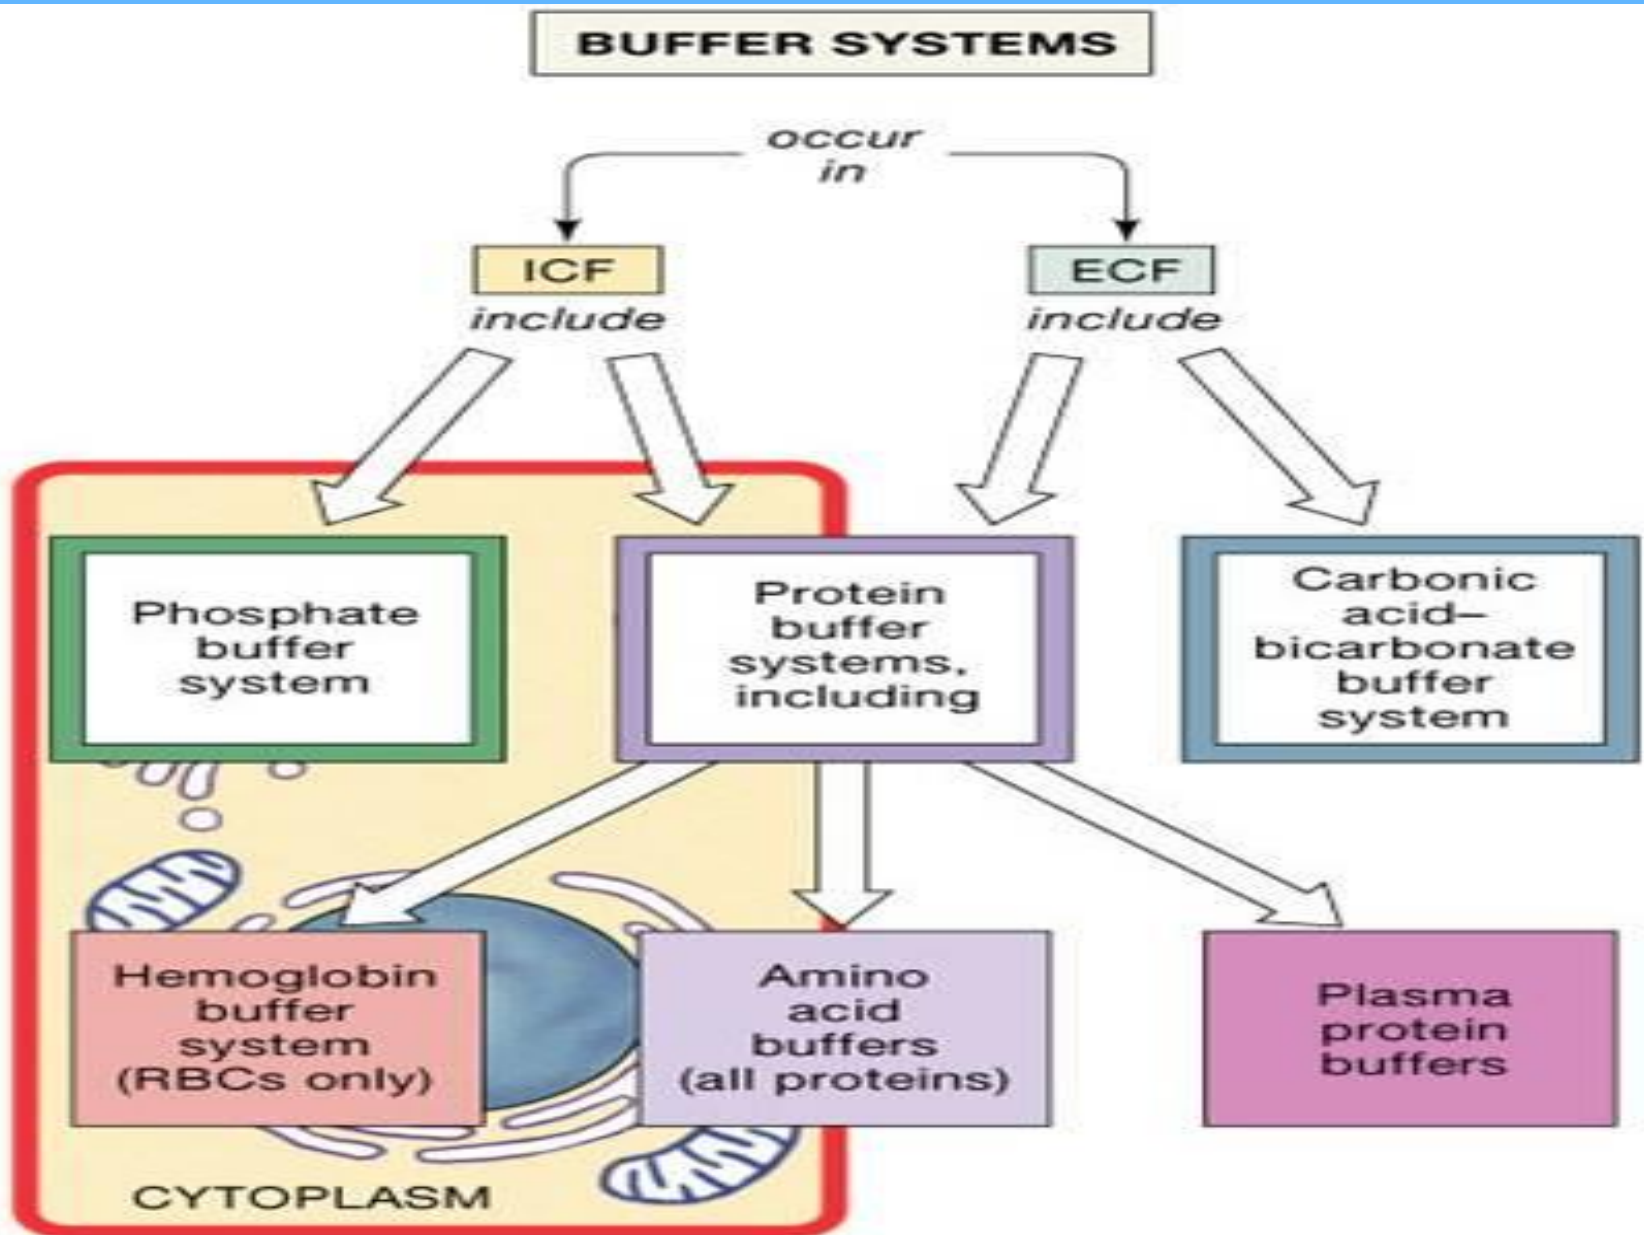 BUFFER SYSTEMS
occur
in
ICF
include
ECF
include
Phosphate
buffer
system
Protein
buffer
systems,
including
Carbonic
acid–
bicarbonate
buffer
system
Hemoglobin
buffer
system
(RBCs only)
Amino
acid
buffers
(all proteins)
Plasma
protein
buffers
CYTOPLASM